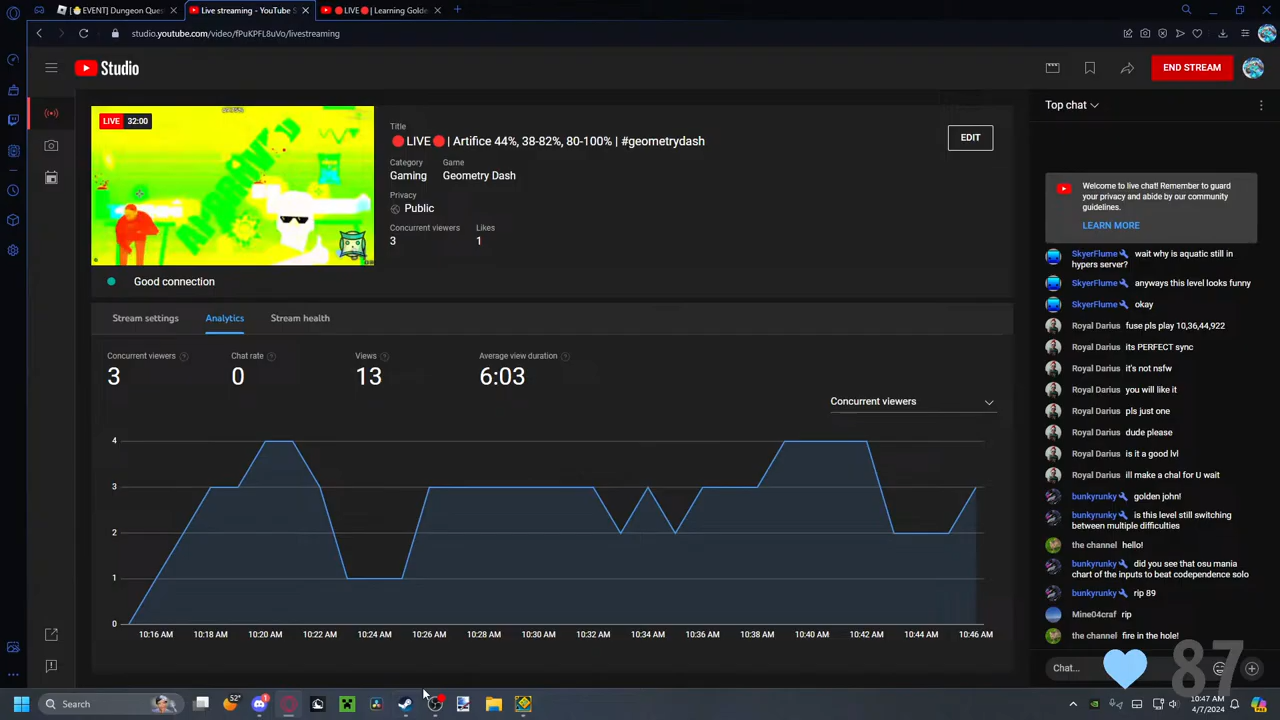 [🐣EVENT] Dungeon Ques
Live streaming - YouTube S
🔴LIVE🔴| Learning Golde
studio.youtube.com/video/fPuKPFL8uVo/livestreaming
Studio
END STREAM
LIVE 32:00
Title
🔴LIVE🔴| Artifice 44%, 38-82%, 80-100% | #geometrydash
EDIT
Category
Game
Gaming
Geometry Dash
Privacy
Public
Concurrent viewers
Likes
3
1
Good connection
Stream settings
Analytics
Stream health
Concurrent viewers
Chat rate
Views
Average view duration
3
0
13
6:03
Concurrent viewers
4
3
2
1
0
10:16 AM
10:18 AM
10:20 AM
10:22 AM
10:24 AM
10:26 AM
10:28 AM
10:30 AM
10:32 AM
10:34 AM
10:36 AM
10:38 AM
10:40 AM
10:42 AM
10:44 AM
10:46 AM
Top chat
Welcome to live chat! Remember to guard
your privacy and abide by our community
guidelines.
LEARN MORE
SkyerFlume wait why is aquatic still in
hypers server?
SkyerFlume anyways this level looks funny
SkyerFlume okay
Royal Darius fuse pls play 10,36,44,922
Royal Darius its PERFECT sync
Royal Darius it's not nsfw
Royal Darius you will like it
Royal Darius pls just one
Royal Darius dude please
Royal Darius is it a good lvl
Royal Darius ill make a chal for U wait
bunkyrunky golden john!
bunkyrunky is this level still switching
between multiple difficulties
the channel hello!
bunkyrunky did you see that osu mania
chart of the inputs to beat codependence solo
bunkyrunky rip 89
Mine04craf rip
the channel fire in the hole!
Chat...
87
Search
52°
1
10:47 AM
4/7/2024